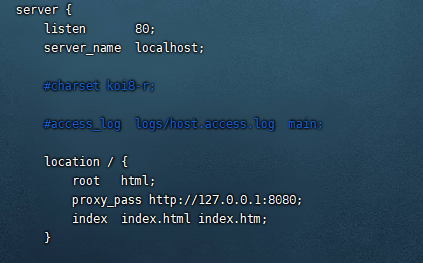 server {
    listen       80;
    server_name  localhost;

    #charset koi8-r;

    #access_log  logs/host.access.log  main;

    location / {
        root   html;
        proxy_pass http://127.0.0.1:8080;
        index  index.html index.htm;
    }